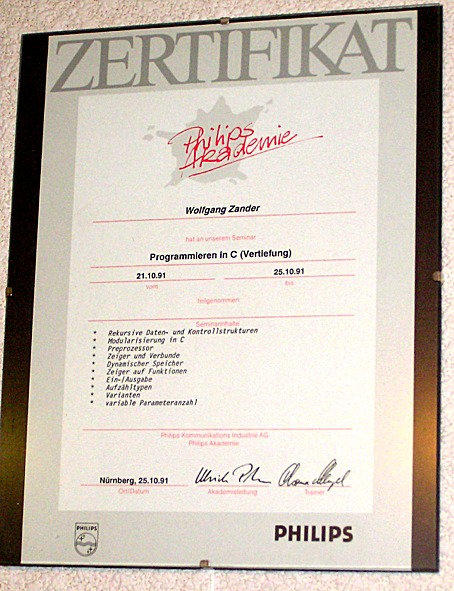 ZERTIFIKAT
Philips
Akademie
Wolfgang Zander
hat an unserem Seminar
Programmieren in C (Vertiefung)
21.10.91 25.10.91
vom bis
teilgenommen
Seminarinhalte
* Rekursive Daten- und Kontrollstrukturen
* Modularisierung in C
* Preprozessor
* Zeiger und Verbunde
* Dynamischer Speicher
* Zeiger auf Funktionen
* Ein-/Ausgabe
* Aufzähltypen
* Varianten
* variable Parameteranzahl
Philips Kommunikations Industrie AG
Philips Akademie
Nürnberg, 25.10.91
Ort/Datum Akademieleitung Trainer
PHILIPS
PHILIPS